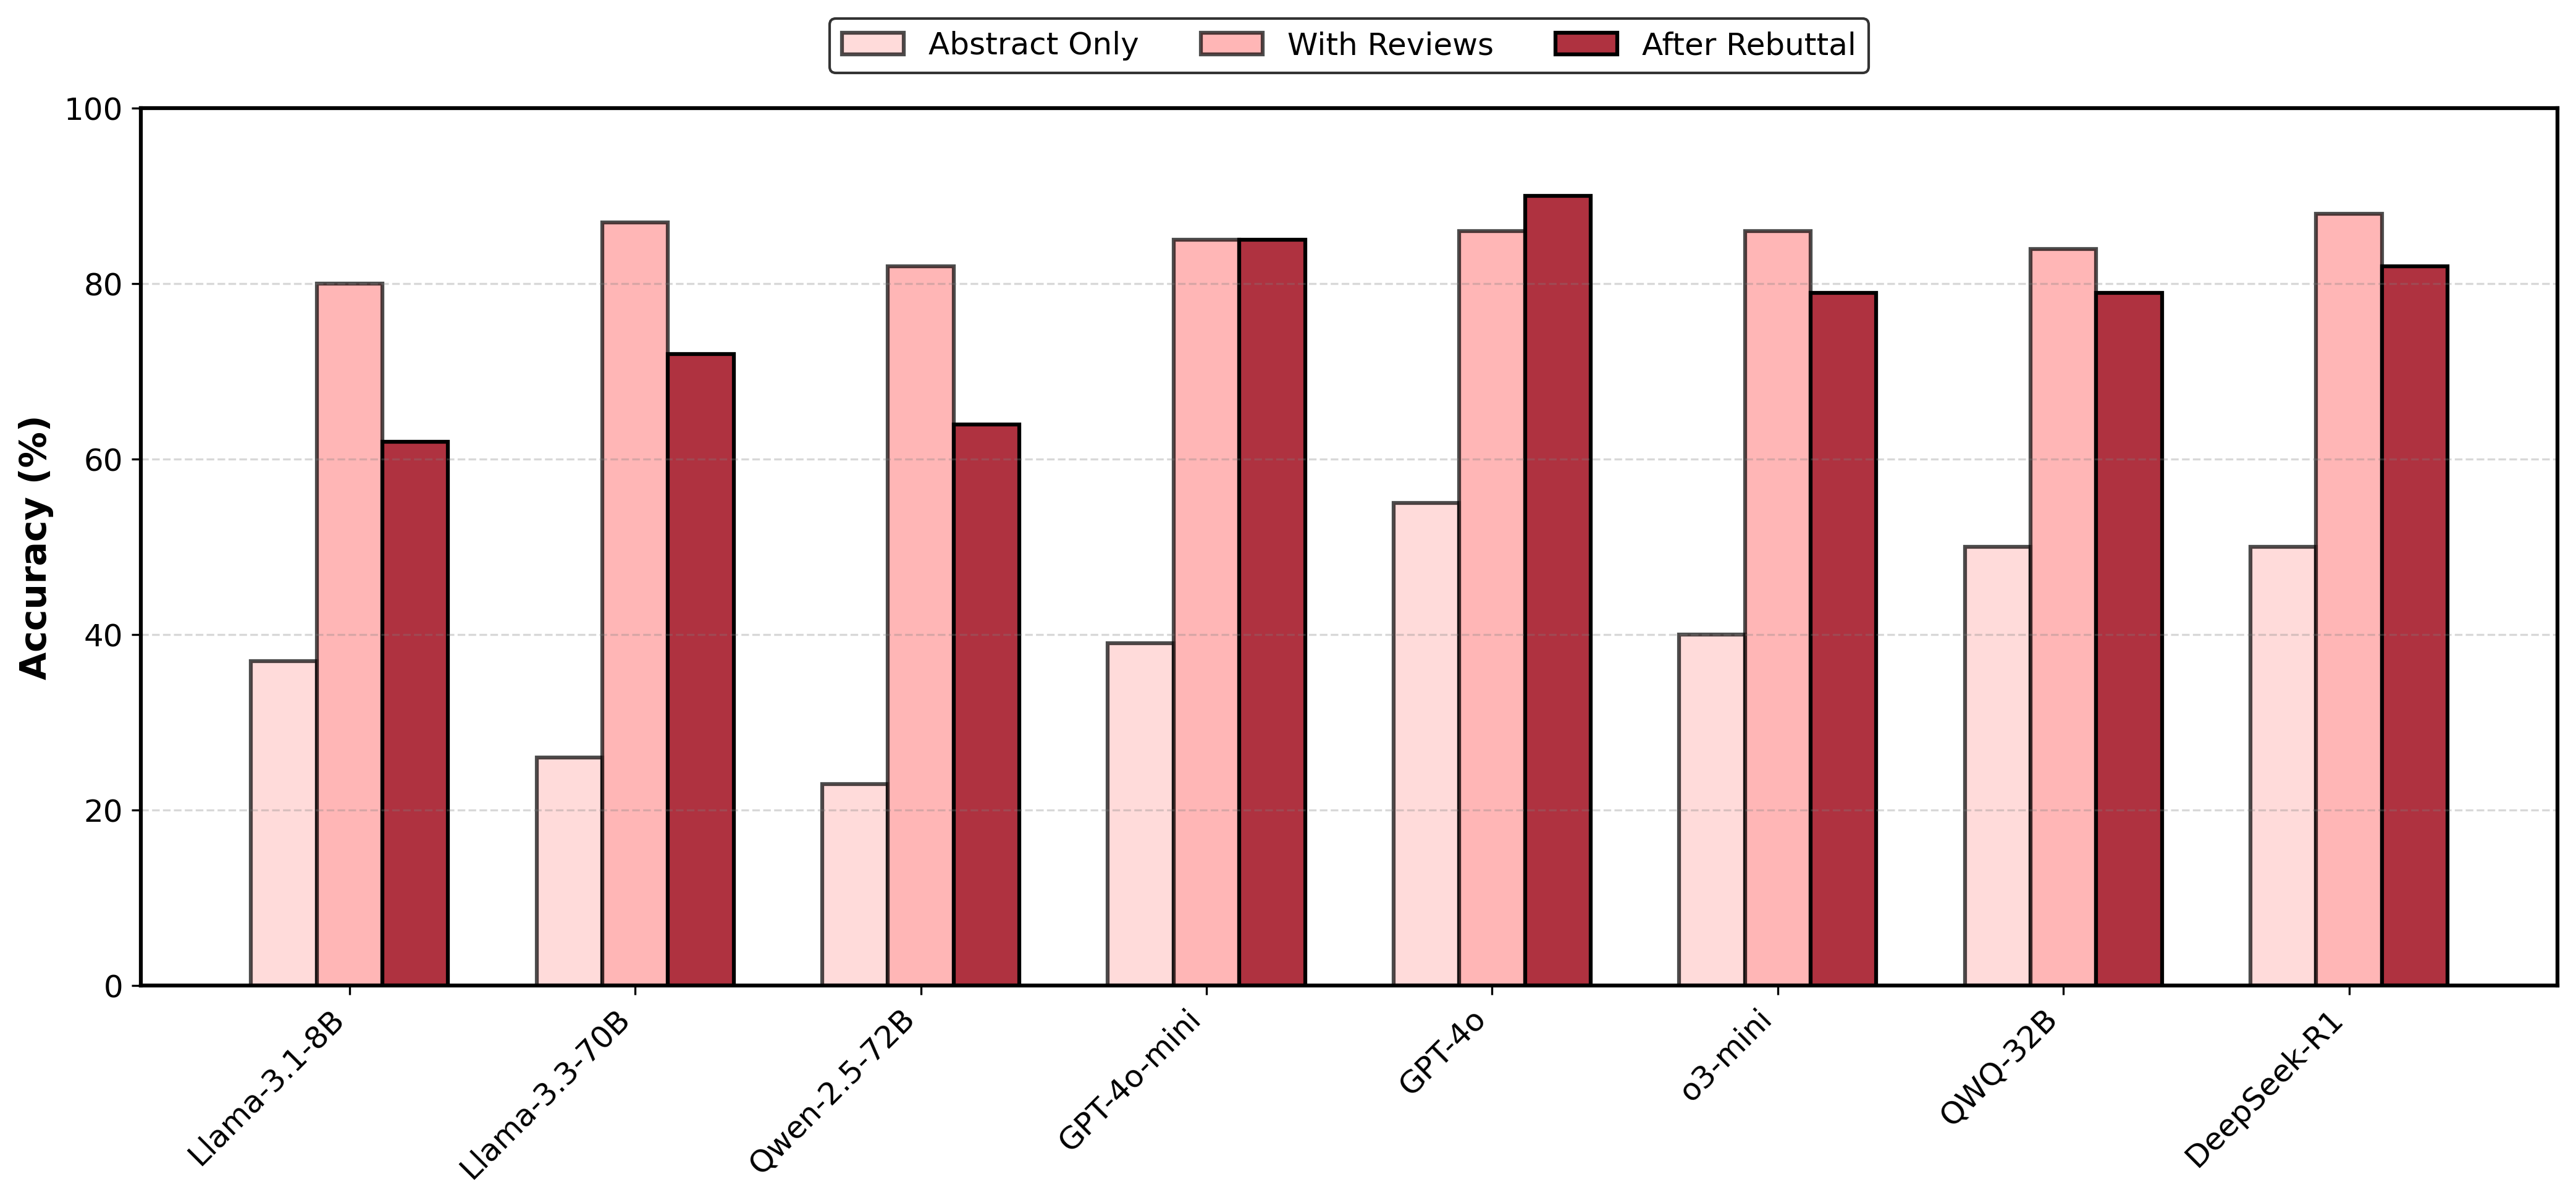 Abstract Only With Reviews After Rebuttal
100
80
60
40
20
0
Accuracy (%)
Llama-3.1-8B
Llama-3.3-70B
Qwen-2.5-72B
GPT-4o-mini
GPT-4o
o3-mini
QWQ-32B
DeepSeek-R1